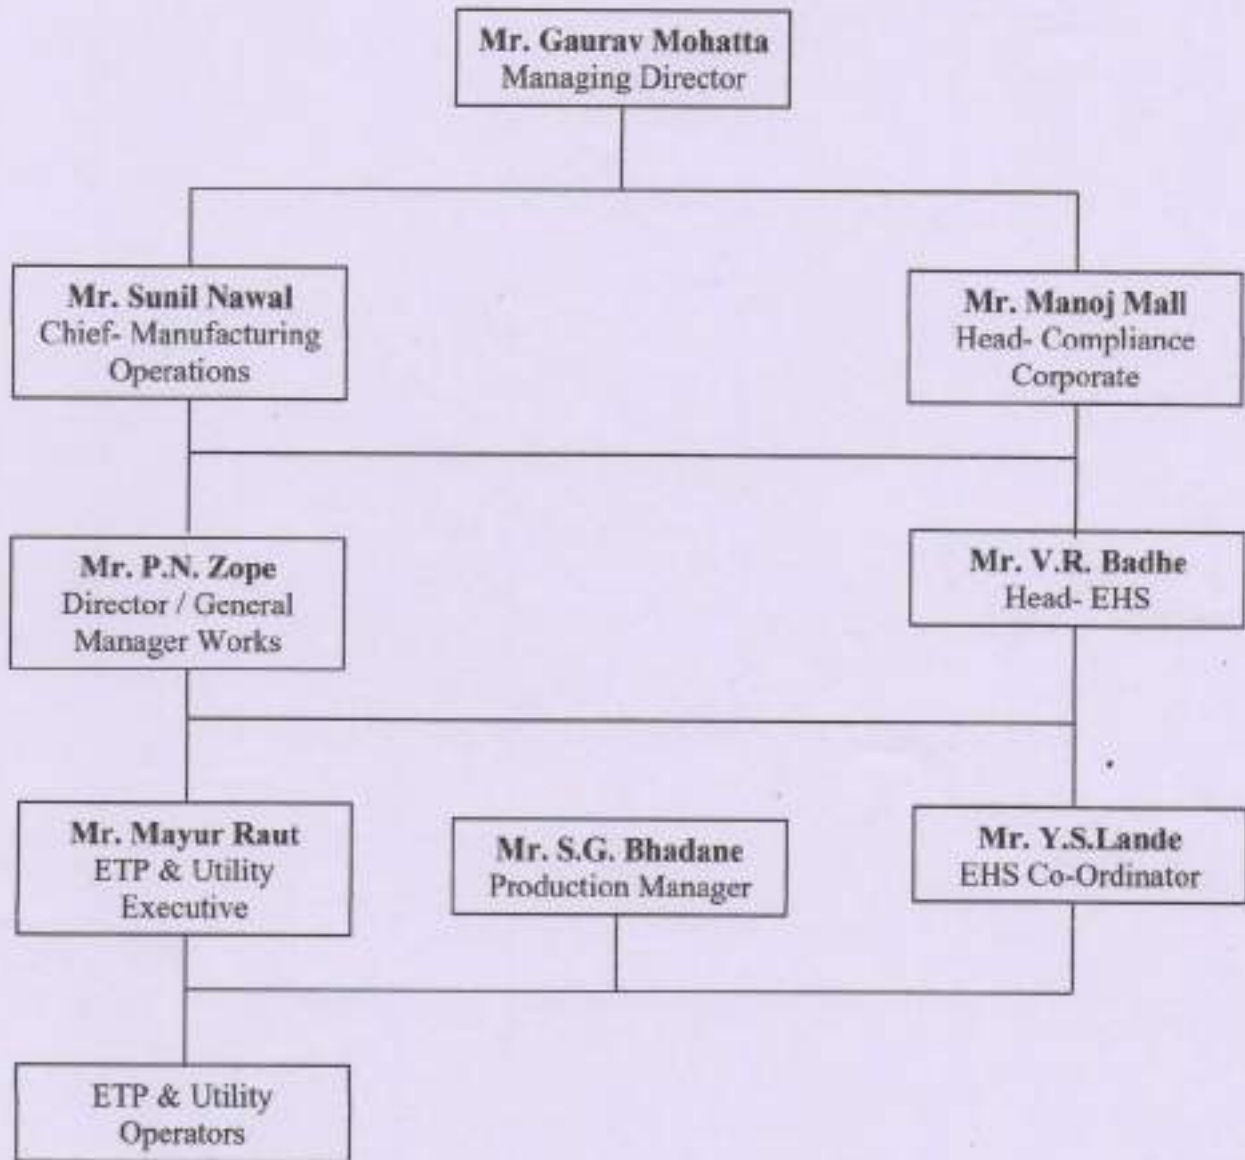 Mr. Gaurav Mohatta
Managing Director
Mr. Sunil Nawal
Chief- Manufacturing
Operations
Mr. Manoj Mall
Head- Compliance
Corporate
Mr. P.N. Zope
Director / General
Manager Works
Mr. V.R. Badhe
Head- EHS
Mr. Mayur Raut
ETP & Utility
Executive
Mr. S.G. Bhadane
Production Manager
Mr. Y.S.Lande
EHS Co-Ordinator
ETP & Utility
Operators